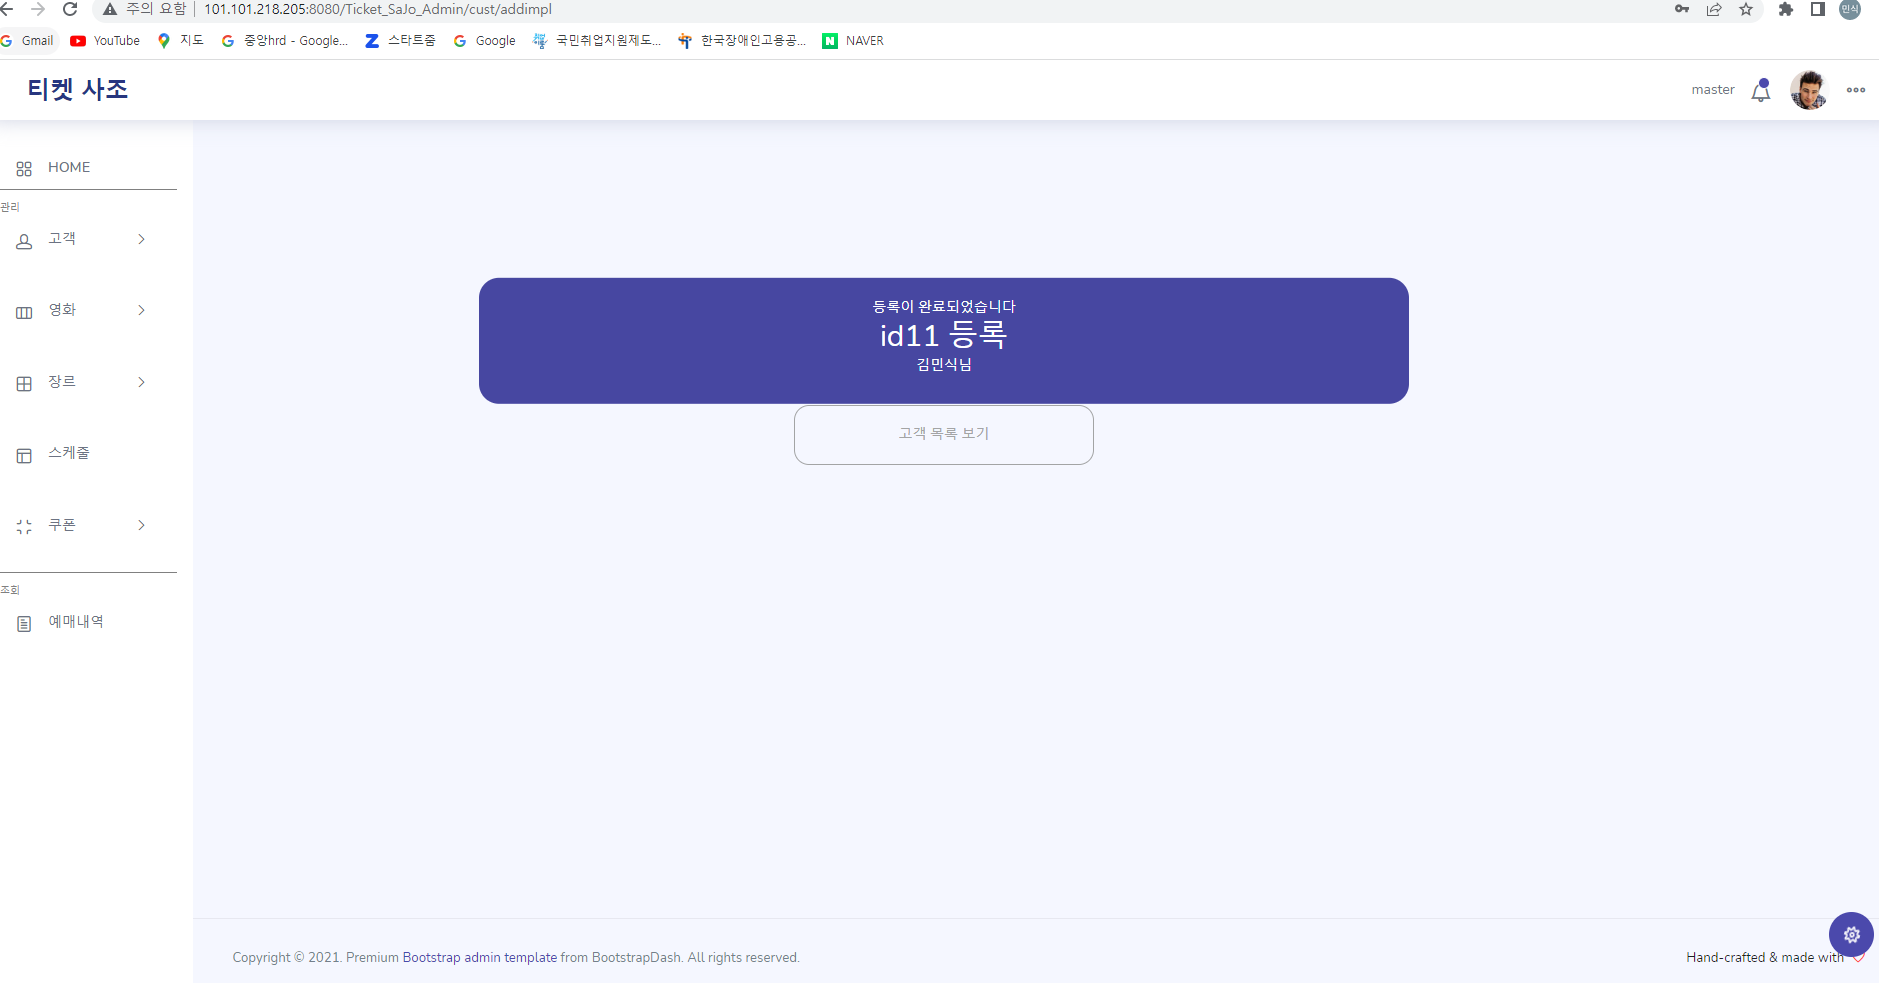 주의 요함 101.101.218.205:8080/Ticket_SaJo_Admin/cust/addimpl 민식
Gmail YouTube 지도 중앙hrd - Google... 스타트줌 Google 국민취업지원제도... 한국장애인고용공... NAVER
티켓 사조 master
HOME
관리
고객
영화
장르
스케줄
쿠폰
조회
예매내역
등록이 완료되었습니다
id11 등록
김민식님
고객 목록 보기
Copyright © 2021. Premium Bootstrap admin template from BootstrapDash. All rights reserved. Hand-crafted & made with